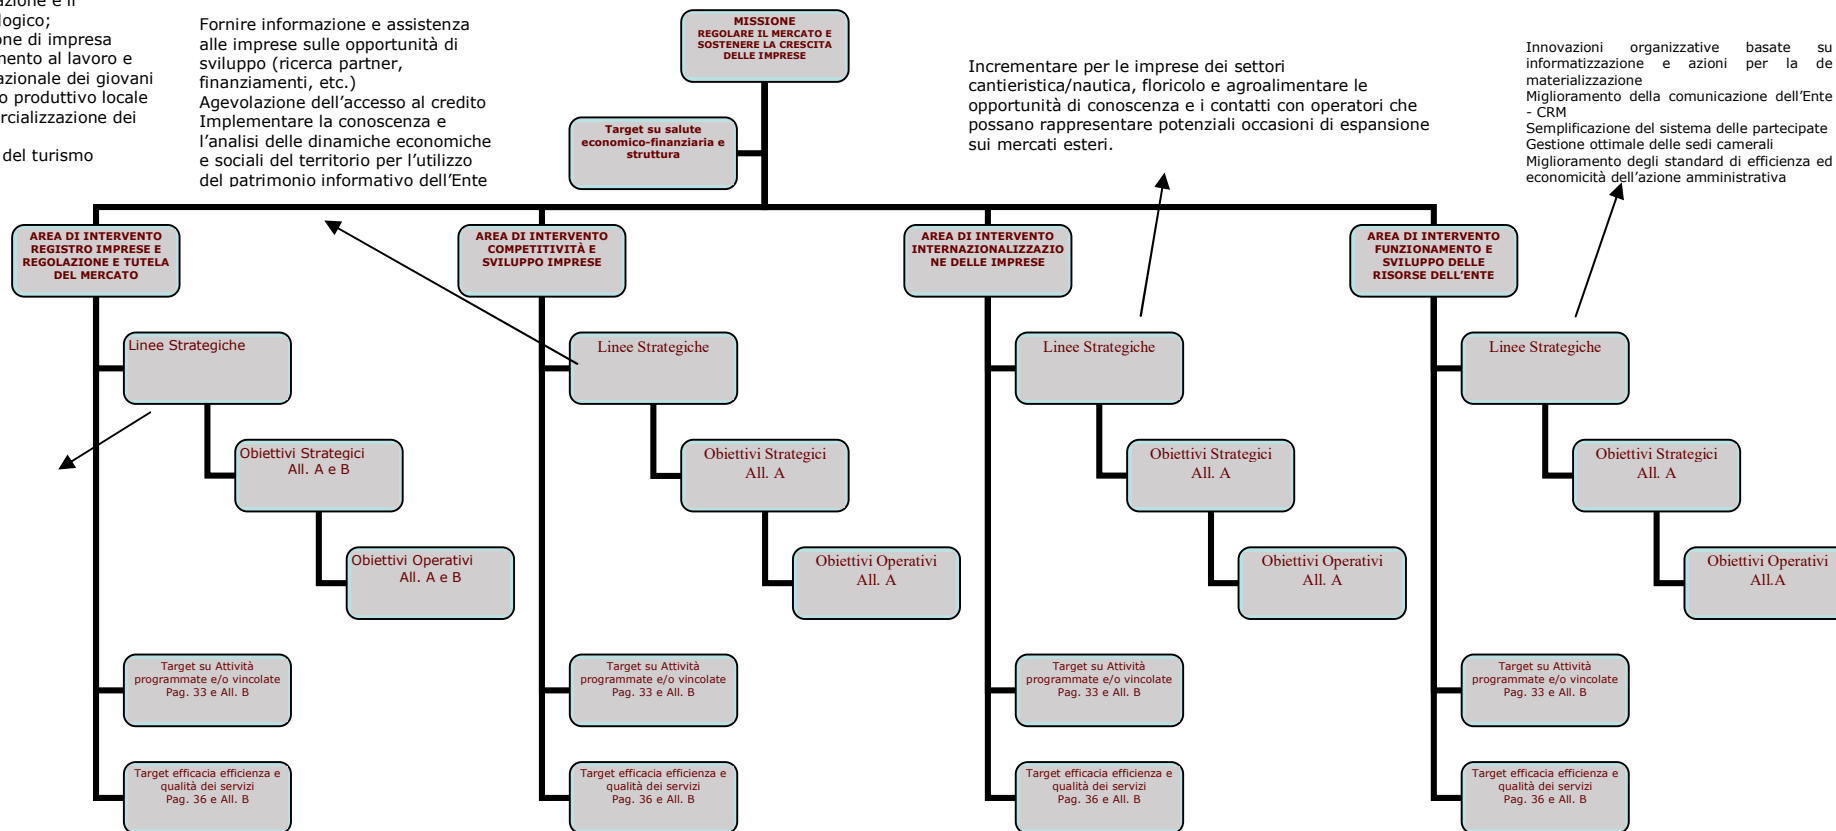 logico;
one di impresa
mento al lavoro e
azionale dei giovani
o produttivo locale
ercializzazione dei
del turismo
Fornire informazione e assistenza
alle imprese sulle opportunità di
sviluppo (ricerca partner,
finanziamenti, etc.)
Agevolazione dell'accesso al credito
Implementare la conoscenza e
l'analisi delle dinamiche economiche
e sociali del territorio per l'utilizzo
del patrimonio informativo dell'Ente
MISSIONE
REGOLARE IL MERCATO E
SOSTENERE LA CRESCITA
DELLE IMPRESE
Target su salute
economico-finanziaria e
struttura
Incrementare per le imprese dei settori
cantieristica/nautica, floricolo e agroalimentare le
opportunità di conoscenza e i contatti con operatori che
possano rappresentare potenziali occasioni di espansione
sui mercati esteri.
Innovazioni organizzative basate su
informatizzazione e azioni per la de
materializzazione
Miglioramento della comunicazione dell'Ente
- CRM
Semplificazione del sistema delle partecipate
Gestione ottimale delle sedi camerali
Miglioramento degli standard di efficienza ed
economicità dell'azione amministrativa
AREA DI INTERVENTO
REGISTRO IMPRESE E
REGOLAZIONE E TUTELA
DEL MERCATO
AREA DI INTERVENTO
COMPETITIVITÀ E
SVILUPPO IMPRESE
AREA DI INTERVENTO
INTERNAZIONALIZZAZIO
NE DELLE IMPRESE
AREA DI INTERVENTO
FUNZIONAMENTO E
SVILUPPO DELLE
RISORSE DELL'ENTE
Linee Strategiche
Linee Strategiche
Linee Strategiche
Linee Strategiche
Obiettivi Strategici
All. A e B
Obiettivi Strategici
All. A
Obiettivi Strategici
All. A
Obiettivi Strategici
All. A
Obiettivi Operativi
All. A e B
Obiettivi Operativi
All. A
Obiettivi Operativi
All. A
Obiettivi Operativi
All.A
Target su Attività
programmate e/o vincolate
Pag. 33 e All. B
Target su Attività
programmate e/o vincolate
Pag. 33 e All. B
Target su Attività
programmate e/o vincolate
Pag. 33 e All. B
Target su Attività
programmate e/o vincolate
Pag. 33 e All. B
Target efficacia efficienza e
qualità dei servizi
Pag. 36 e All. B
Target efficacia efficienza e
qualità dei servizi
Pag. 36 e All. B
Target efficacia efficienza e
qualità dei servizi
Pag. 36 e All. B
Target efficacia efficienza e
qualità dei servizi
Pag. 36 e All. B